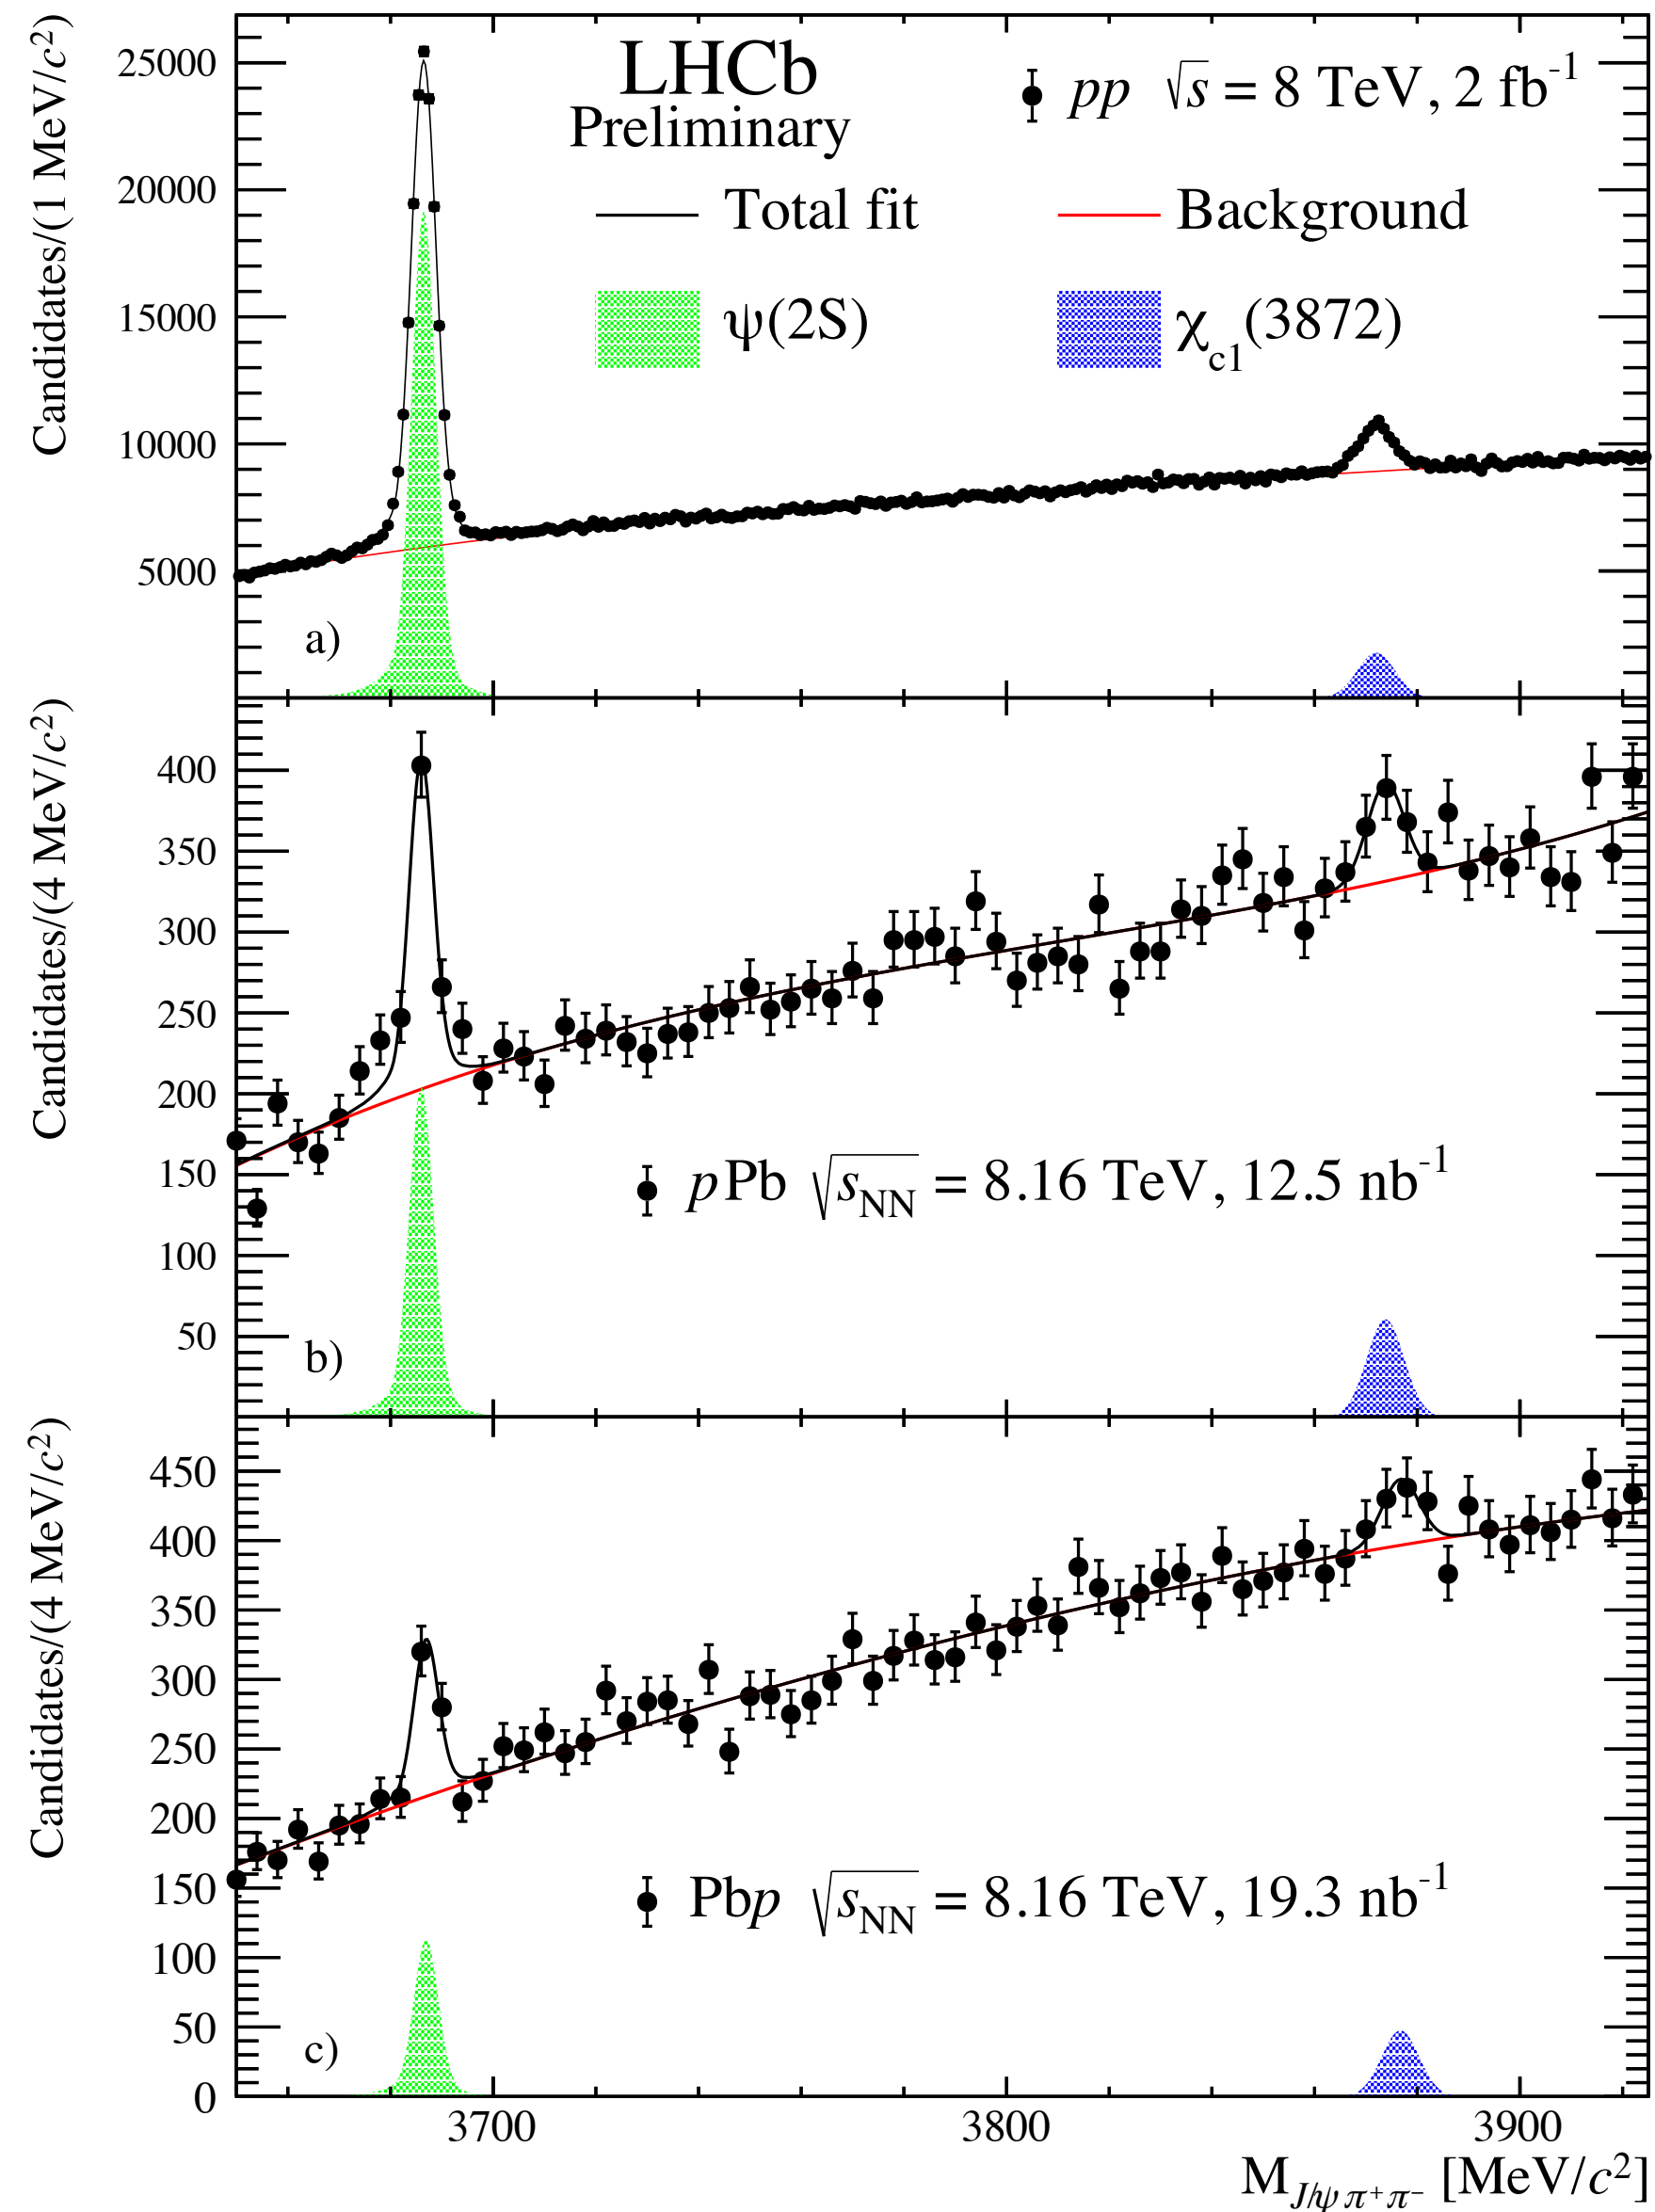 Candidates/(1 MeV/c²)
25000
20000
15000
10000
5000
LHCb
Preliminary
pp √s = 8 TeV, 2 fb⁻¹
Total fit
Background
ψ(2S)
χc1(3872)
a)
Candidates/(4 MeV/c²)
400
350
300
250
200
150
100
50
pPb √sNN = 8.16 TeV, 12.5 nb⁻¹
b)
Candidates/(4 MeV/c²)
450
400
350
300
250
200
150
100
50
0
Pbp √sNN = 8.16 TeV, 19.3 nb⁻¹
c)
3700 3800 3900
M J/ψ π⁺π⁻ [MeV/c²]